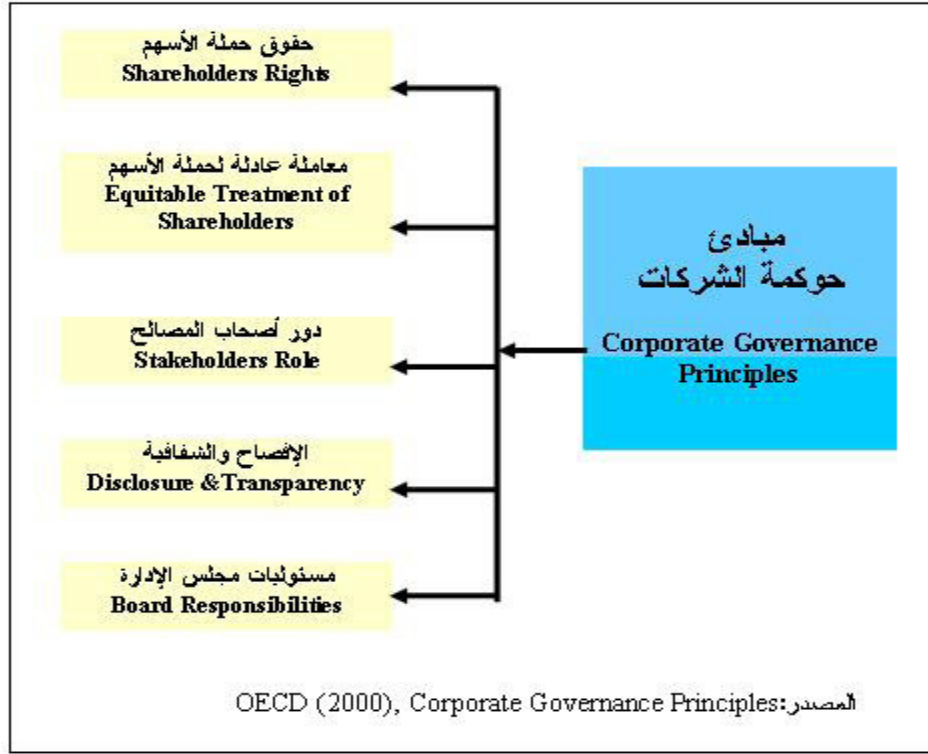 حقوق حملة الأسهم
Shareholders Rights
معاملة عادلة لحملة الأسهم
Equitable Treatment of
Shareholders
دور أصحاب المصالح
Stakeholders Role
الإفصاح والشفافية
Disclosure &Transparency
مسئوليات مجلس الإدارة
Board Responsibilities
مبادئ
حوكمة الشركات
Corporate Governance
Principles
المصدر:OECD (2000), Corporate Governance Principles